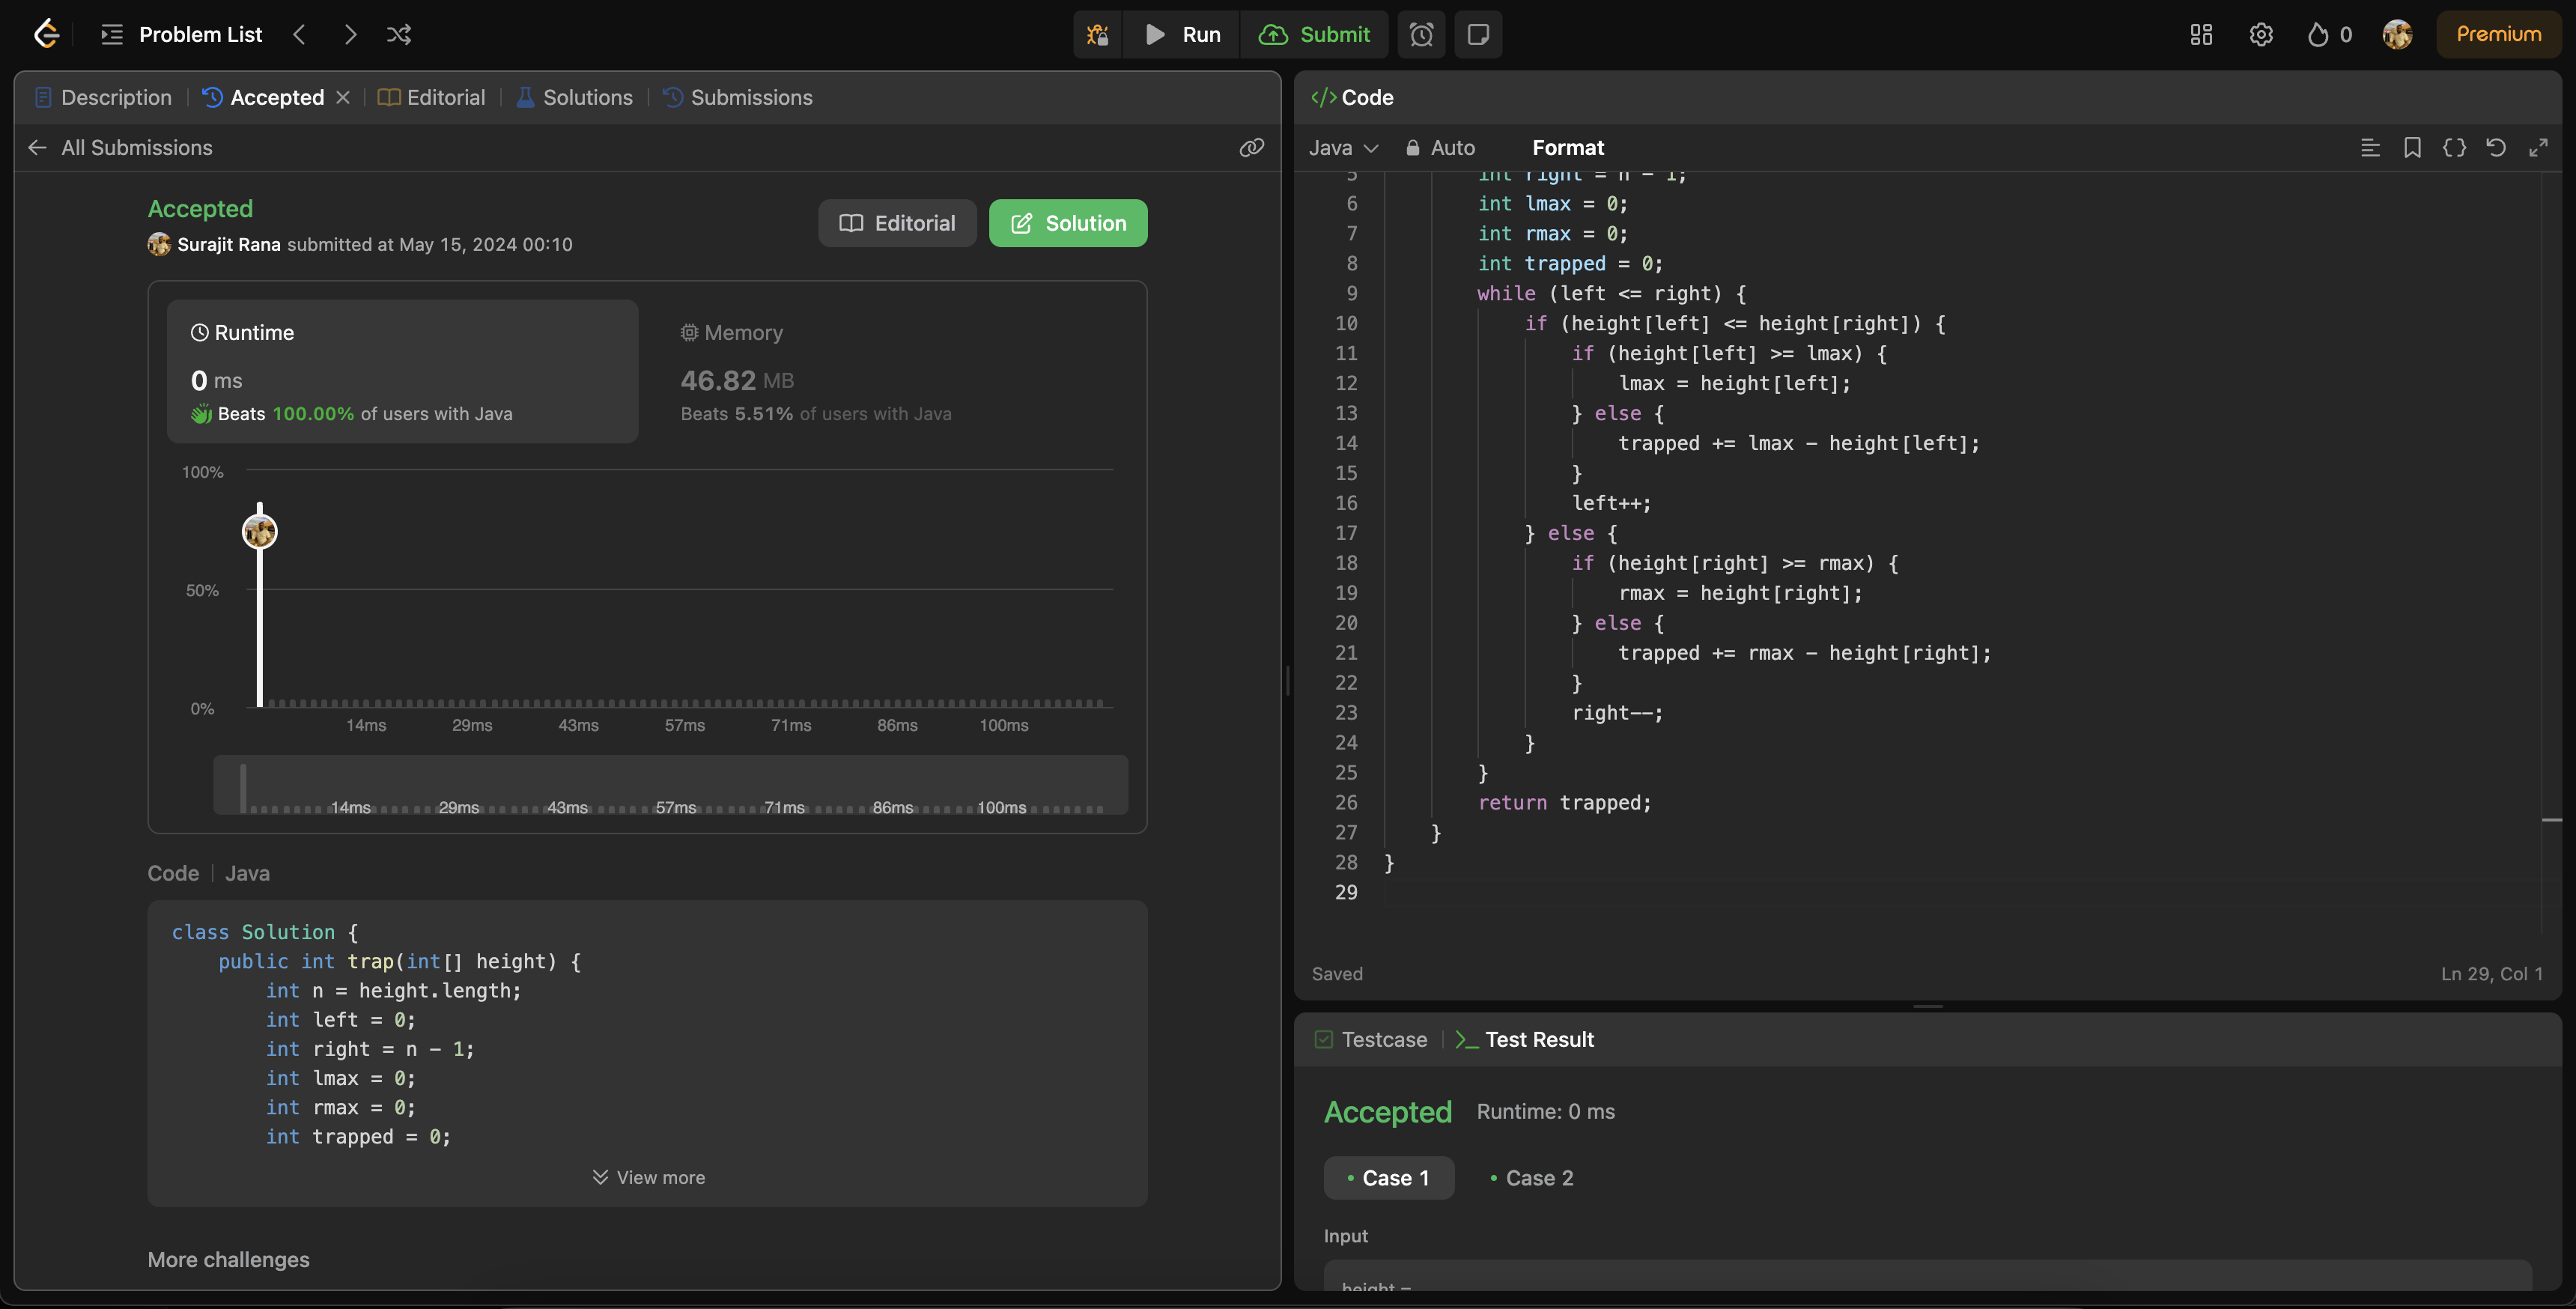 Problem List
Run
Submit
0
Premium
Description
Accepted
Editorial
Solutions
Submissions
All Submissions
Accepted
Surajit Rana submitted at May 15, 2024 00:10
Editorial
Solution
Runtime
0 ms
Beats 100.00% of users with Java
Memory
46.82 MB
Beats 5.51% of users with Java
100%
50%
0%
14ms 29ms 43ms 57ms 71ms 86ms 100ms
14ms 29ms 43ms 57ms 71ms 86ms 100ms
Code | Java
class Solution {
public int trap(int[] height) {
int n = height.length;
int left = 0;
int right = n - 1;
int lmax = 0;
int rmax = 0;
int trapped = 0;
View more
More challenges
</> Code
Java
Auto
Format
5 int right = n - 1;
6 int lmax = 0;
7 int rmax = 0;
8 int trapped = 0;
9 while (left <= right) {
10 if (height[left] <= height[right]) {
11 if (height[left] >= lmax) {
12 lmax = height[left];
13 } else {
14 trapped += lmax - height[left];
15 }
16 left++;
17 } else {
18 if (height[right] >= rmax) {
19 rmax = height[right];
20 } else {
21 trapped += rmax - height[right];
22 }
23 right--;
24 }
25 }
26 return trapped;
27 }
28 }
29
Saved
Ln 29, Col 1
Testcase
Test Result
Accepted
Runtime: 0 ms
Case 1
Case 2
Input
height =